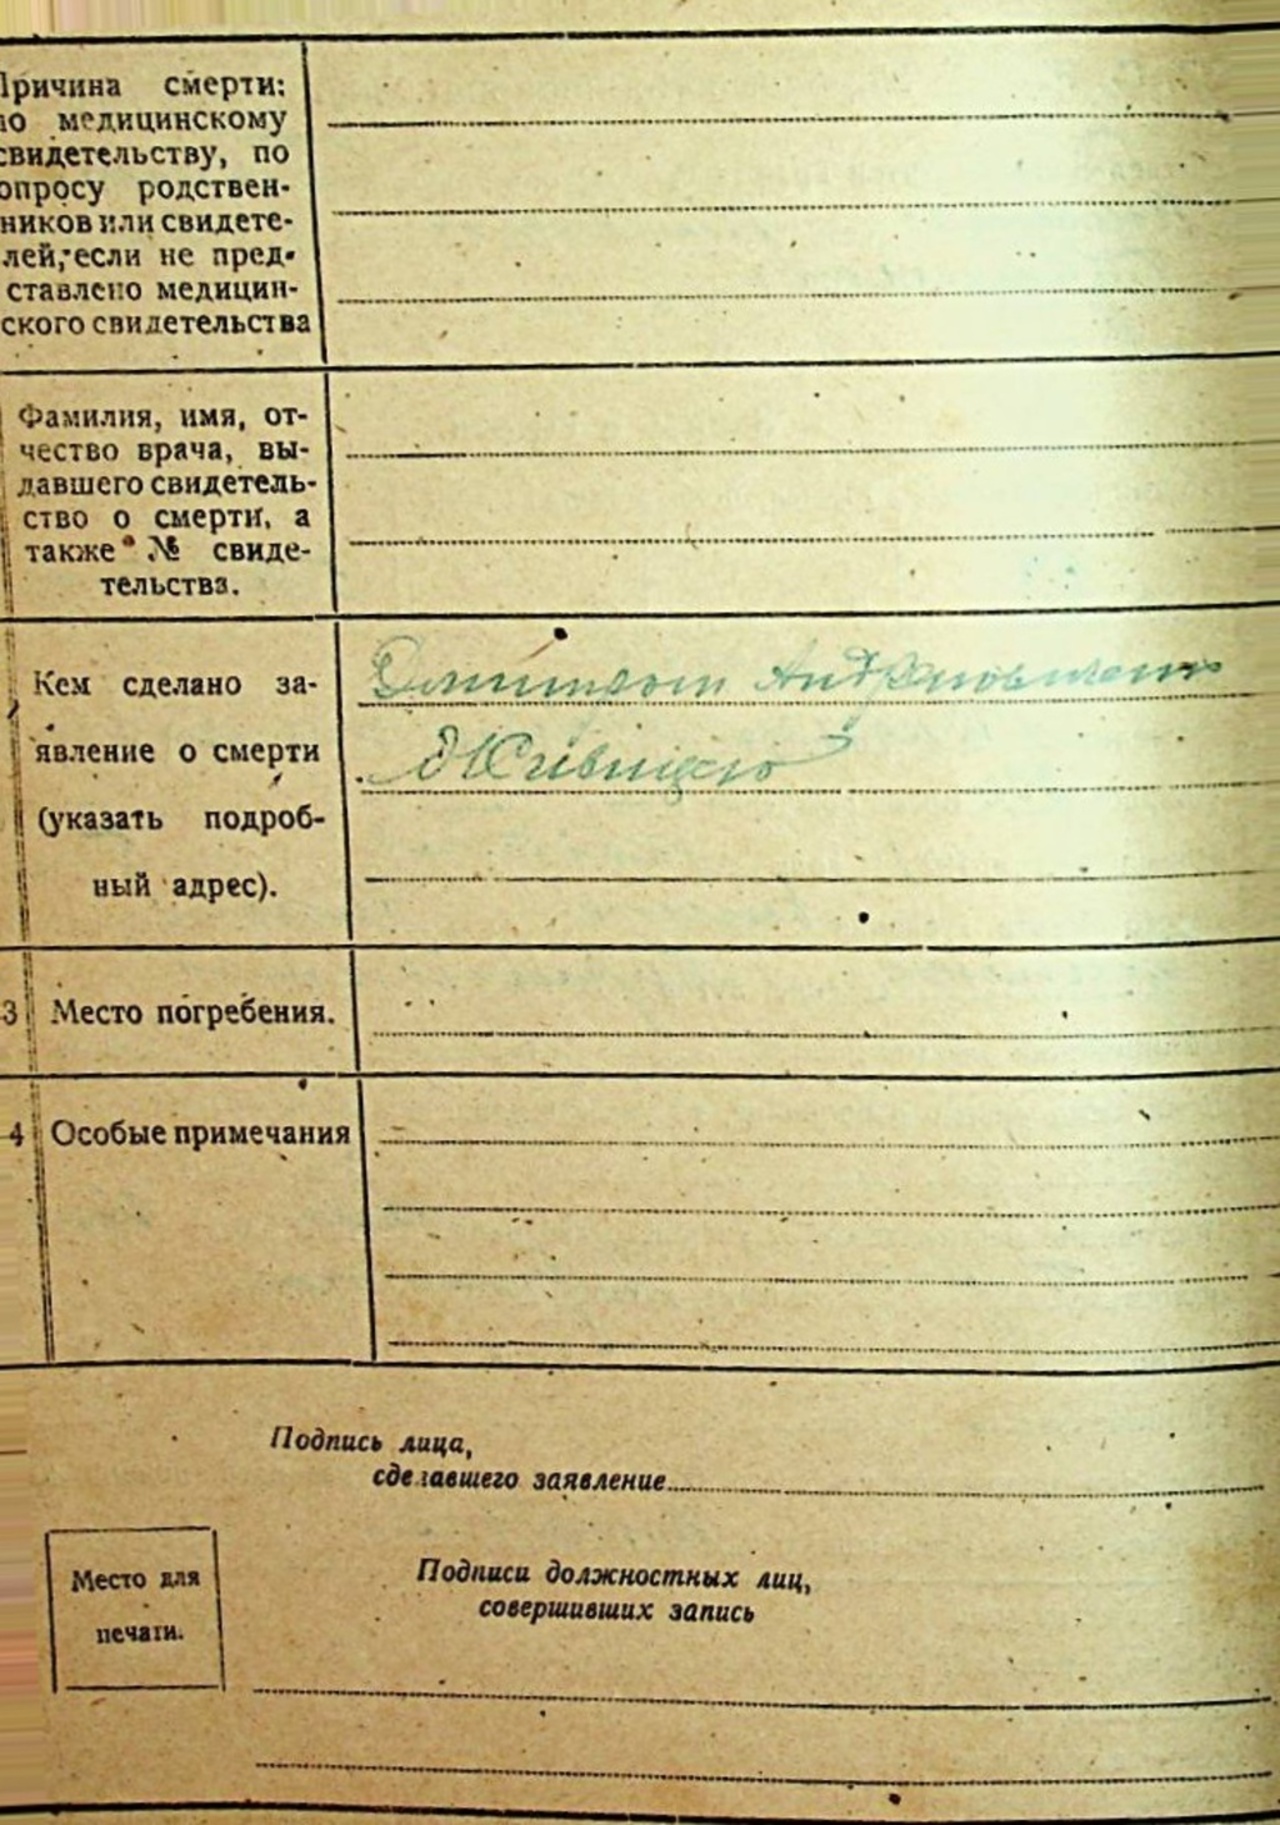 Причина смерти:
по медицинскому
свидетельству, по
опросу родствен-
ников или свидете-
лей, если не пред-
ставлено медицин-
ского свидетельства
Фамилия, имя, от-
чество врача, вы-
давшего свидетель-
ство о смерти, а
также № свиде-
тельства.
Кем сделано за-
явление о смерти
(указать подроб-
ный адрес).
3 Место погребения.
4 Особые примечания
Подпись лица,
сделавшего заявление
Место для
печати.
Подписи должностных лиц,
совершивших запись